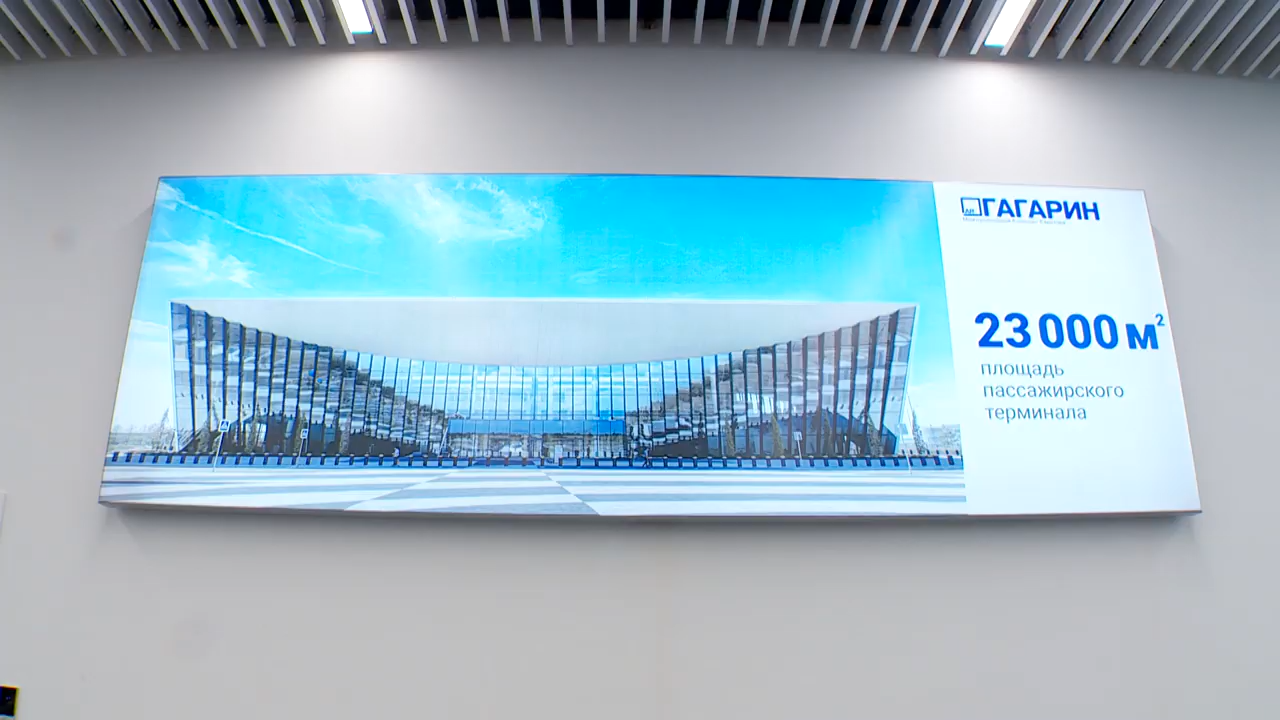 ГАГАРИН
23 000 м²
площадь
пассажирского
терминала